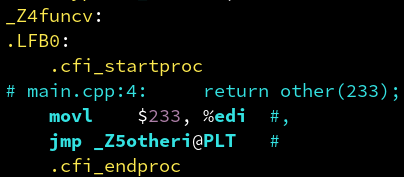 _Z4funcv:
.LFB0:
    .cfi_startproc
# main.cpp:4:     return other(233);
    movl    $233, %edi  #,
    jmp _Z5otheri@PLT   #
    .cfi_endproc